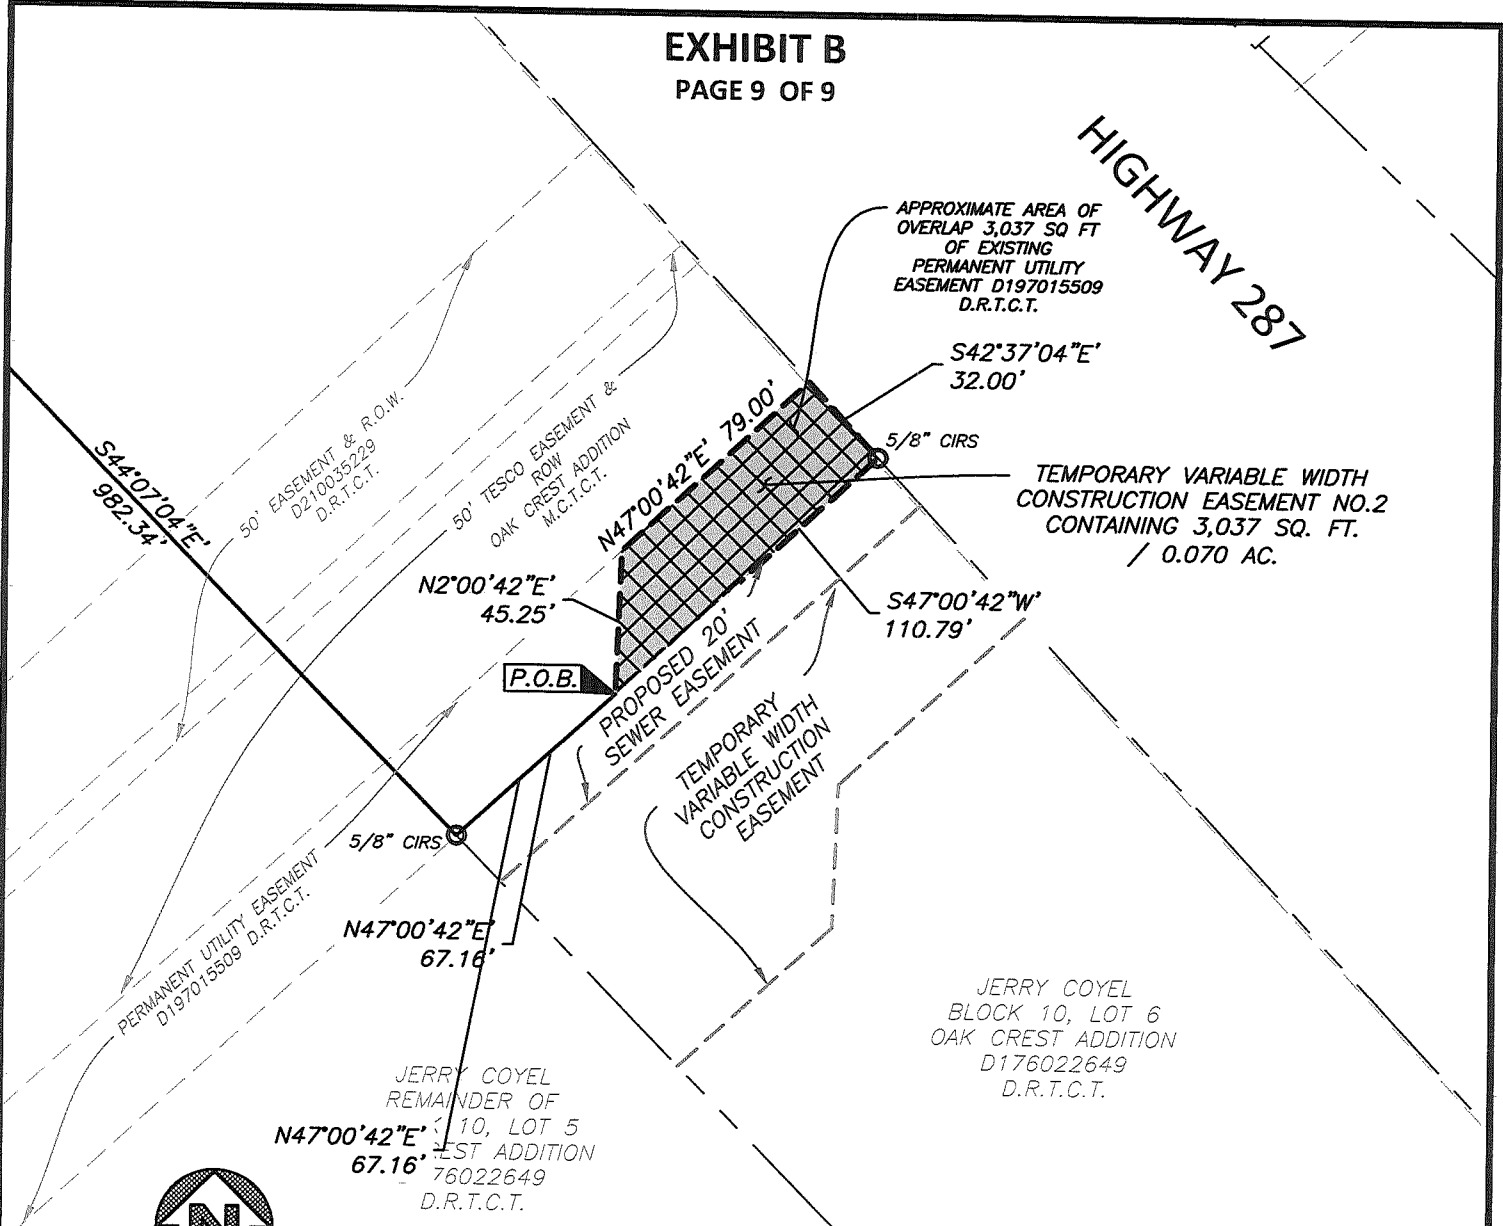 EXHIBIT B
PAGE 9 OF 9
HIGHWAY 287
APPROXIMATE AREA OF
OVERLAP 3,037 SQ FT
OF EXISTING
PERMANENT UTILITY
EASEMENT D197015509
D.R.T.C.T.
S42°37'04"E'
32.00'
5/8" CIRS
TEMPORARY VARIABLE WIDTH
CONSTRUCTION EASEMENT NO.2
CONTAINING 3,037 SQ. FT.
/ 0.070 AC.
N47°00'42"E' 79.00'
S44°07'04"E'
982.34'
50' EASEMENT & R.O.W.
D210035229
D.R.T.C.T.
50' TESCO EASEMENT &
ROW
OAK CREST ADDITION
M.C.T.C.T.
N2°00'42"E'
45.25'
S47°00'42"W'
110.79'
P.O.B.
PROPOSED 20'
SEWER EASEMENT
TEMPORARY
VARIABLE WIDTH
CONSTRUCTION
EASEMENT
5/8" CIRS
PERMANENT UTILITY EASEMENT
D197015509 D.R.T.C.T.
N47°00'42"E'
67.16'
JERRY COYEL
BLOCK 10, LOT 6
OAK CREST ADDITION
D176022649
D.R.T.C.T.
JERRY COYEL
REMAINDER OF
10, LOT 5
EST ADDITION
76022649
D.R.T.C.T.
N47°00'42"E'
67.16'
N